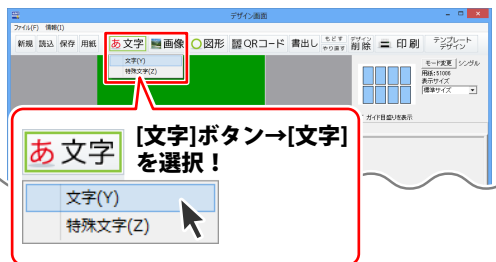 デザイン画面
ファイル(F) 情報(I)
新規 読込 保存 用紙 あ文字 画像 図形 QRコード 書出し もどす やり直す デザイン 削除 印刷 テンプレート デザイン
文字(Y)
特殊文字(Z)
モード変更 シングル
用紙:51006
表示サイズ
標準サイズ
ガイド目盛りを表示
[文字]ボタン→[文字]
を選択!
あ 文字
文字(Y)
特殊文字(Z)